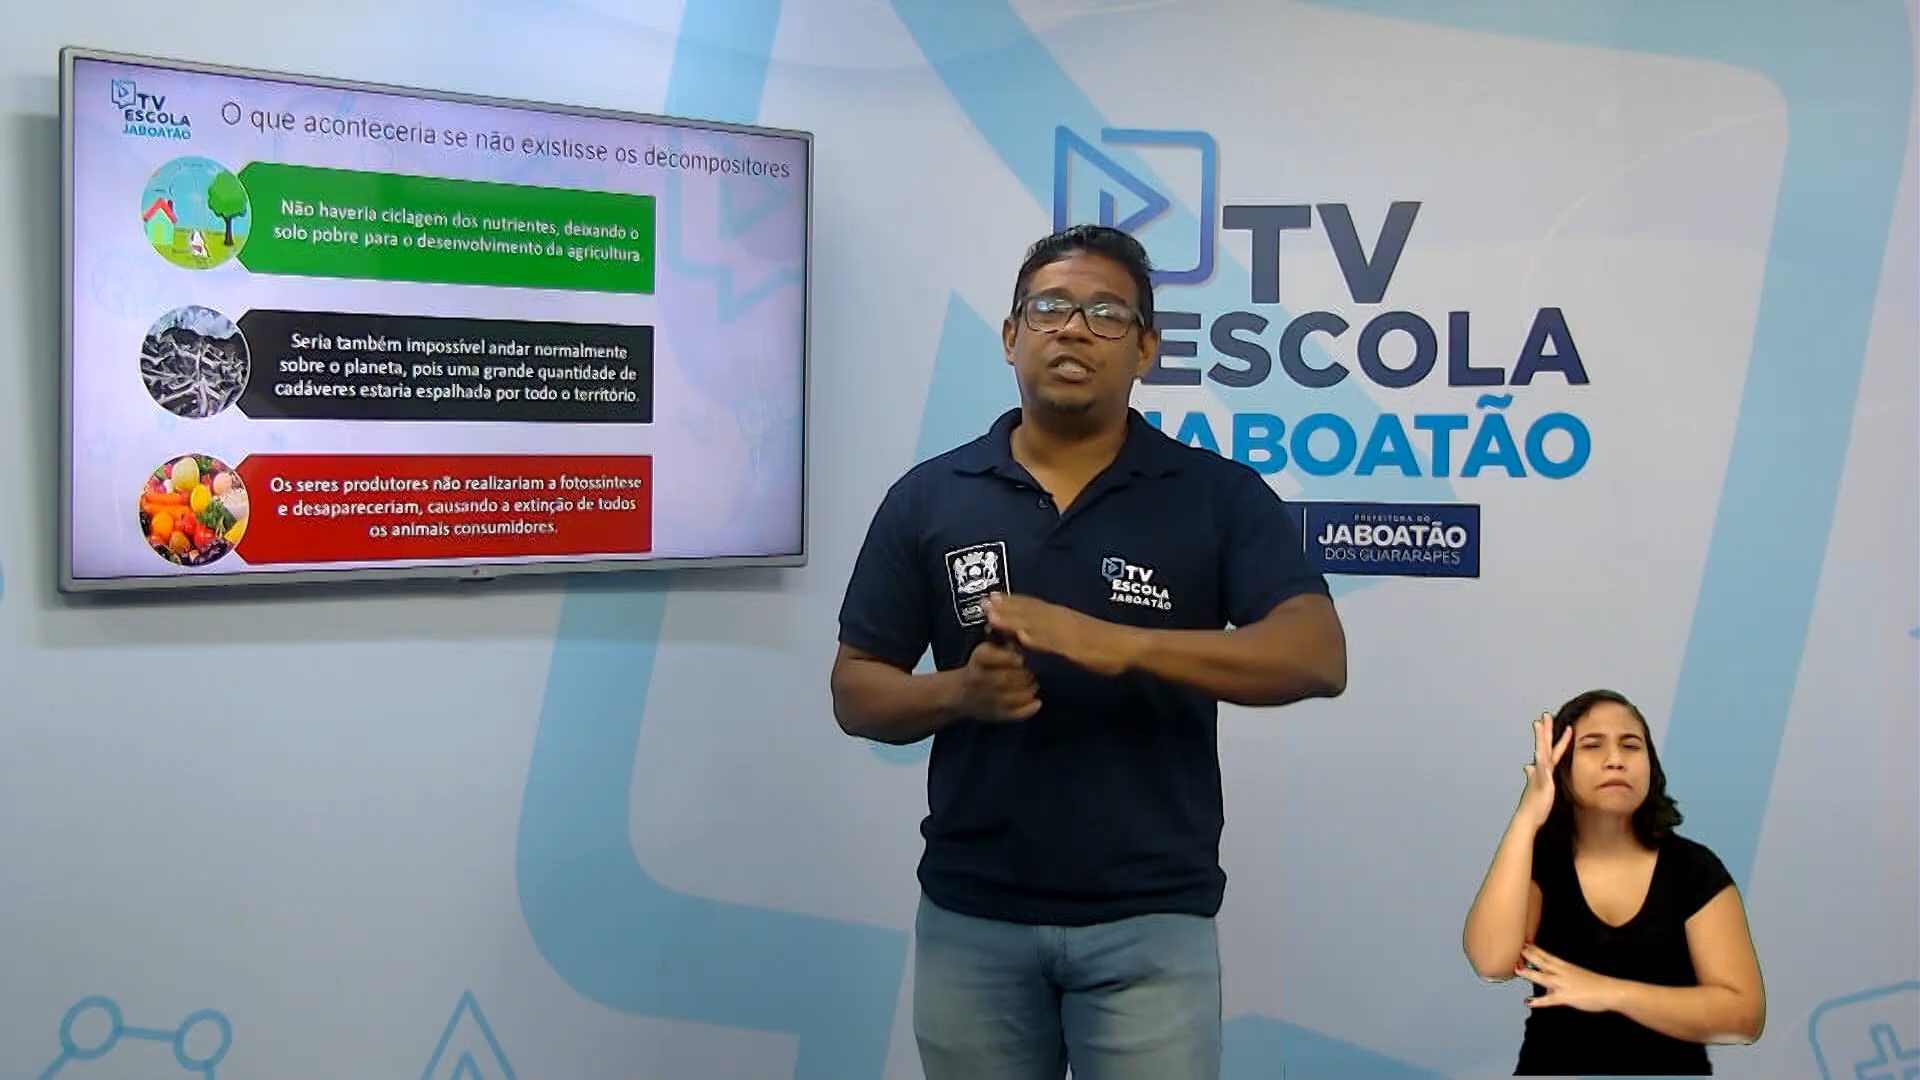 TV
ESCOLA
JABOATÃO
O que aconteceria se não existisse os decompositores
Não haveria ciclagem dos nutrientes, deixando o
solo pobre para o desenvolvimento da agricultura
Seria também impossível andar normalmente
sobre o planeta, pois uma grande quantidade de
cadáveres estaria espalhada por todo o território.
Os seres produtores não realizariam a fotossíntese
e desapareceriam, causando a extinção de todos
os animais consumidores.
TV
ESCOLA
JABOATÃO
PREFEITURA DO
JABOATÃO
DOS GUARARAPES
TV
ESCOLA
JABOATÃO